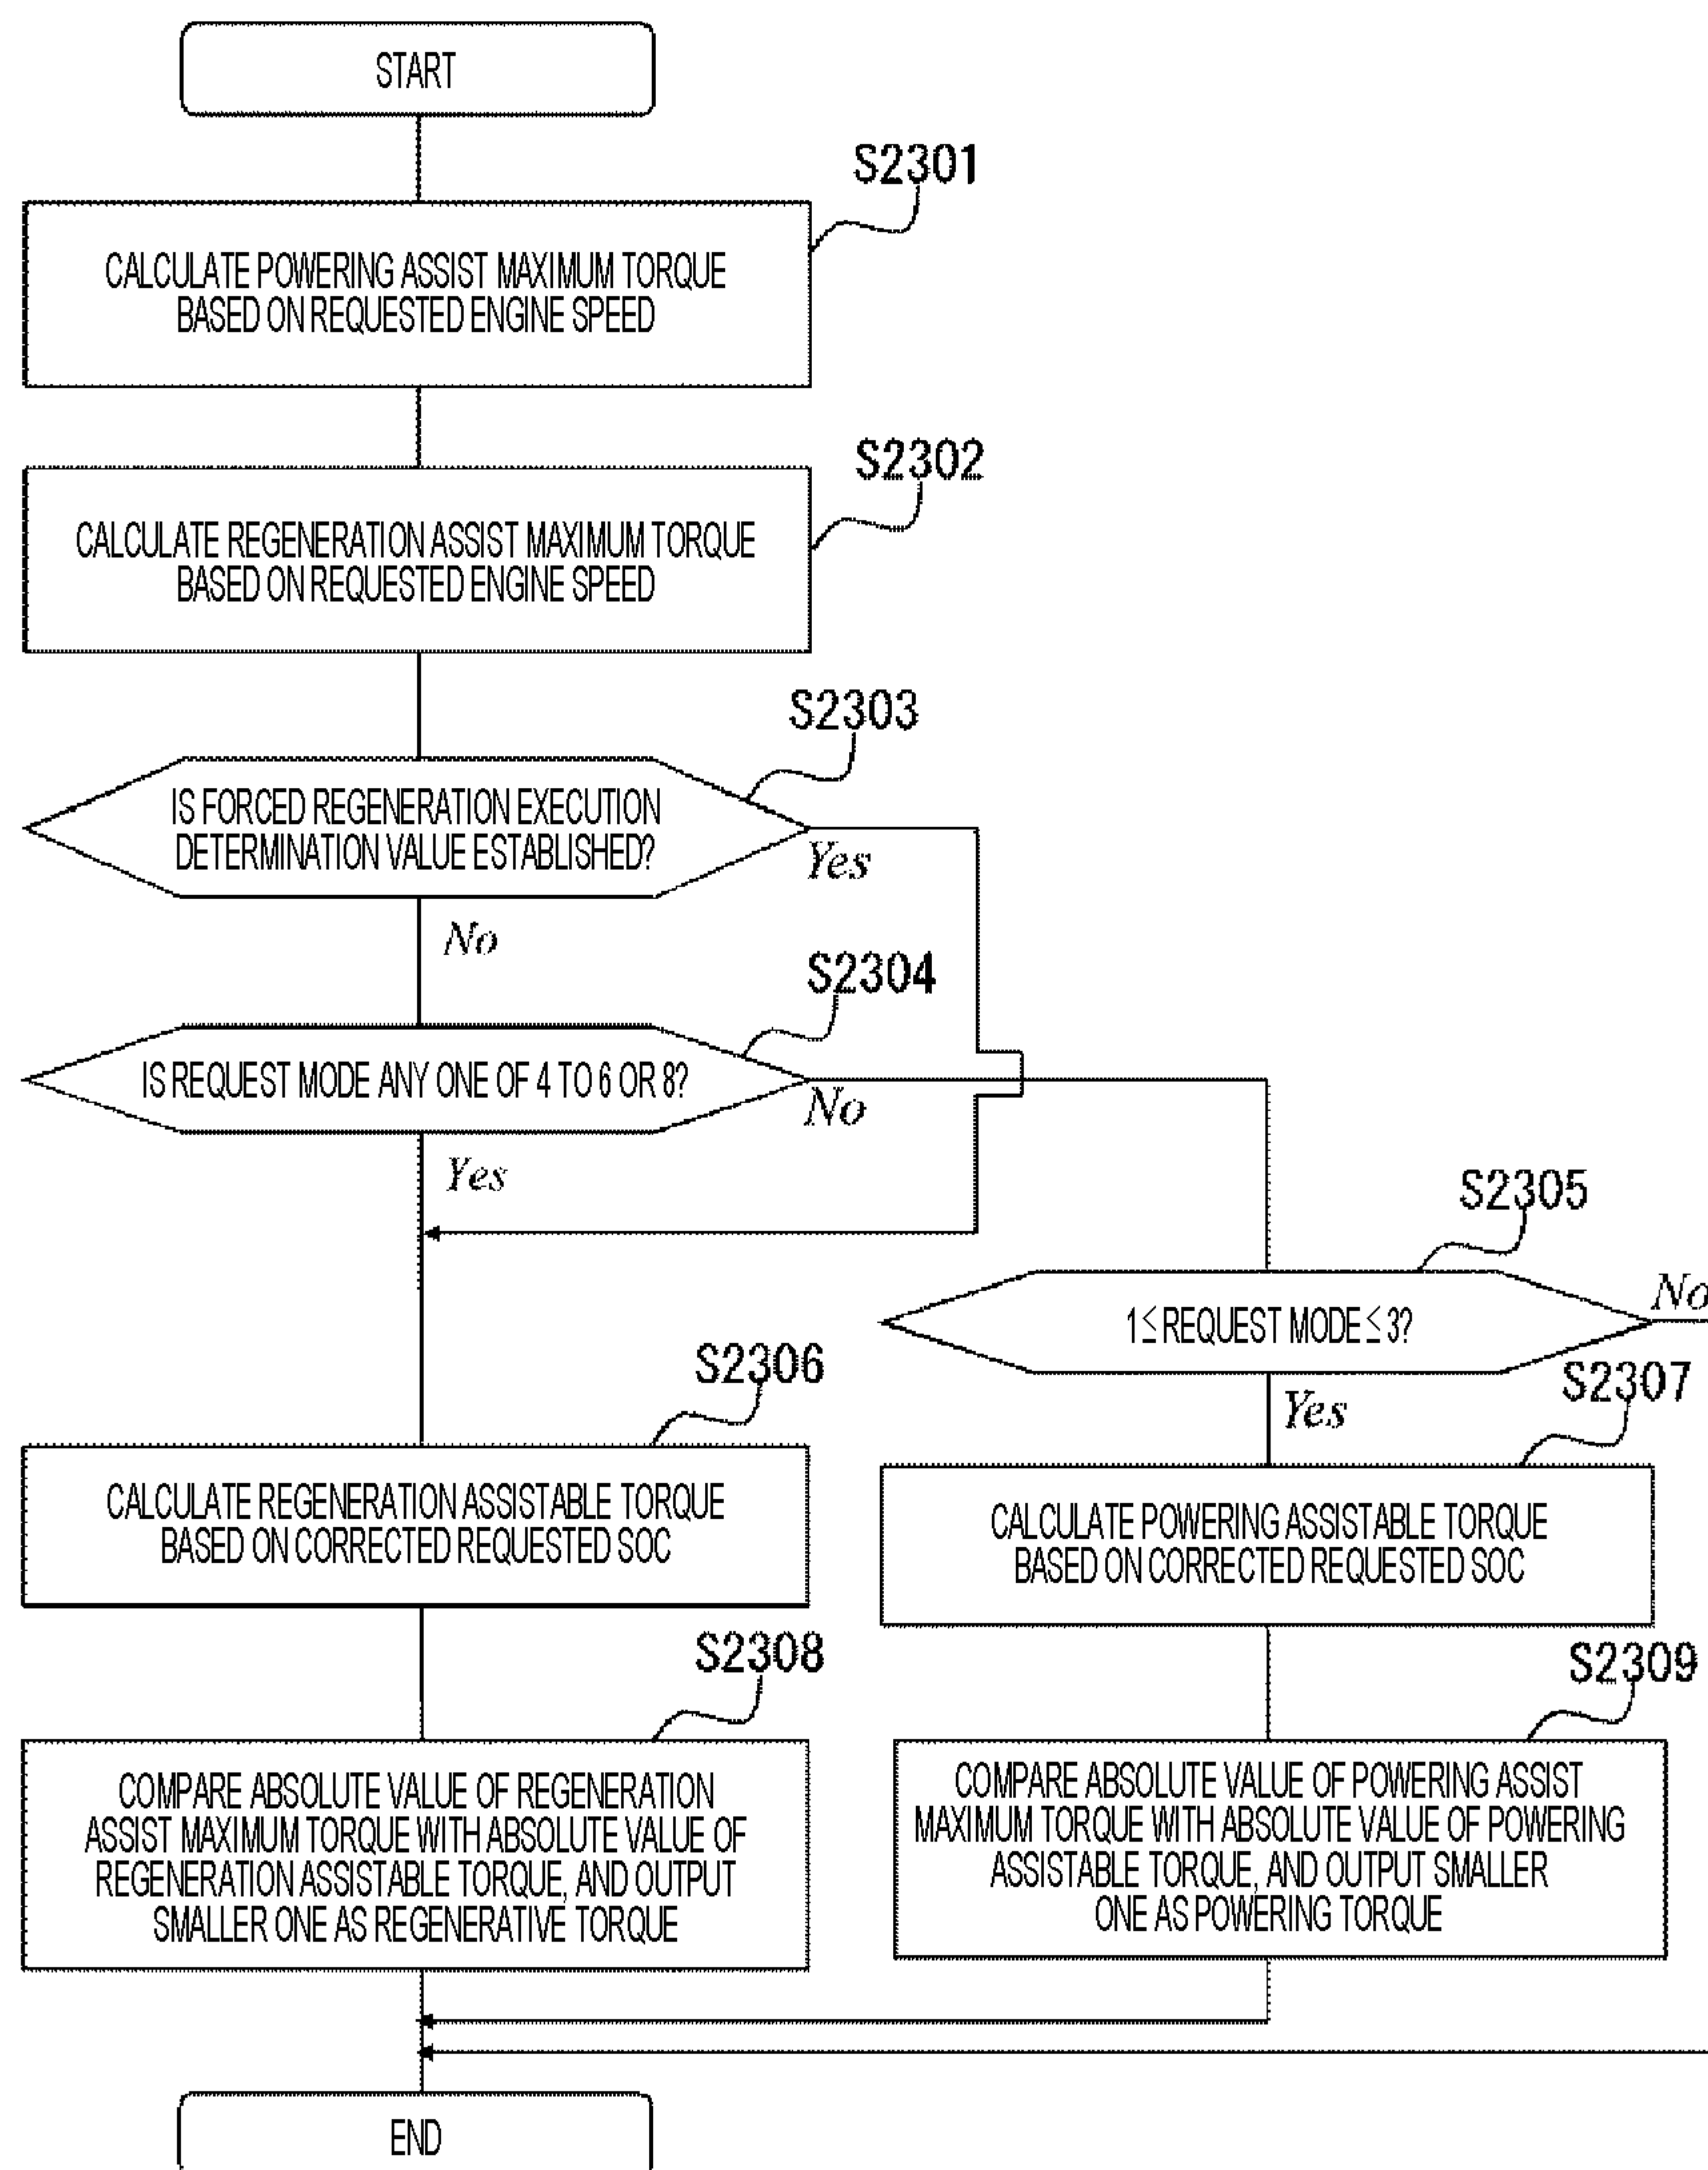 START
S2301
CALCULATE POWERING ASSIST MAXIMUM TORQUE
BASED ON REQUESTED ENGINE SPEED
S2302
CALCULATE REGENERATION ASSIST MAXIMUM TORQUE
BASED ON REQUESTED ENGINE SPEED
S2303
IS FORCED REGENERATION EXECUTION
DETERMINATION VALUE ESTABLISHED?
Yes
No
S2304
IS REQUEST MODE ANY ONE OF 4 TO 6 OR 8?
No
Yes
S2305
1≤REQUEST MODE≤3?
No
Yes
S2306
CALCULATE REGENERATION ASSISTABLE TORQUE
BASED ON CORRECTED REQUESTED SOC
S2307
CALCULATE POWERING ASSISTABLE TORQUE
BASED ON CORRECTED REQUESTED SOC
S2308
COMPARE ABSOLUTE VALUE OF REGENERATION
ASSIST MAXIMUM TORQUE WITH ABSOLUTE VALUE OF
REGENERATION ASSISTABLE TORQUE, AND OUTPUT
SMALLER ONE AS REGENERATIVE TORQUE
S2309
COMPARE ABSOLUTE VALUE OF POWERING ASSIST
MAXIMUM TORQUE WITH ABSOLUTE VALUE OF POWERING
ASSISTABLE TORQUE, AND OUTPUT SMALLER
ONE AS POWERING TORQUE
END